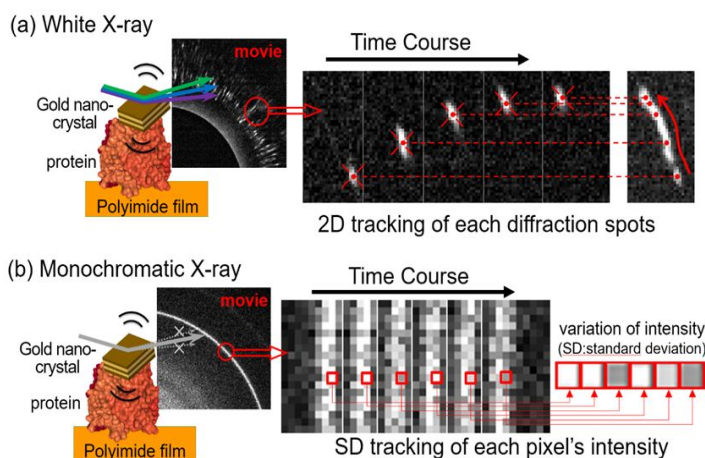 (a) White X-ray
movie
Time Course
Gold nano-
crystal
protein
Polyimide film
2D tracking of each diffraction spots
(b) Monochromatic X-ray
movie
Time Course
Gold nano-
crystal
protein
Polyimide film
variation of intensity
(SD:standard deviation)
SD tracking of each pixel's intensity